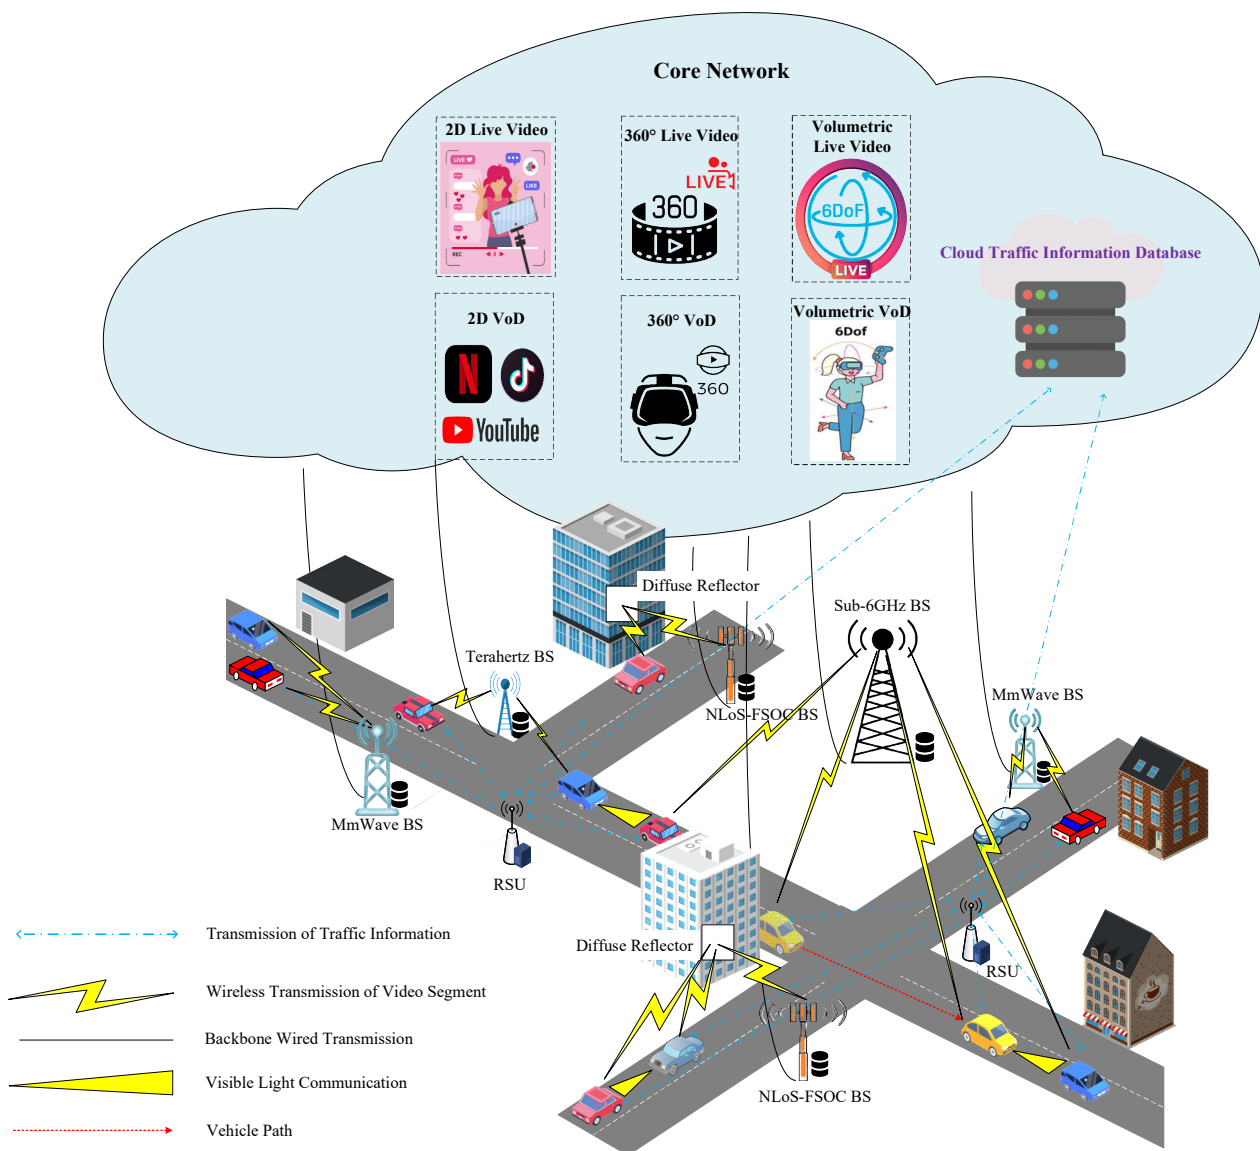 Core Network
2D Live Video
LIVE
LIKE
REC
360° Live Video
LIVE
360
Volumetric
Live Video
6DoF
LIVE
Cloud Traffic Information Database
2D VoD
N
YouTube
360° VoD
360
Volumetric VoD
6Dof
Diffuse Reflector
Sub-6GHz BS
Terahertz BS
NLoS-FSOC BS
MmWave BS
MmWave BS
RSU
Diffuse Reflector
RSU
NLoS-FSOC BS
Transmission of Traffic Information
Wireless Transmission of Video Segment
Backbone Wired Transmission
Visible Light Communication
Vehicle Path